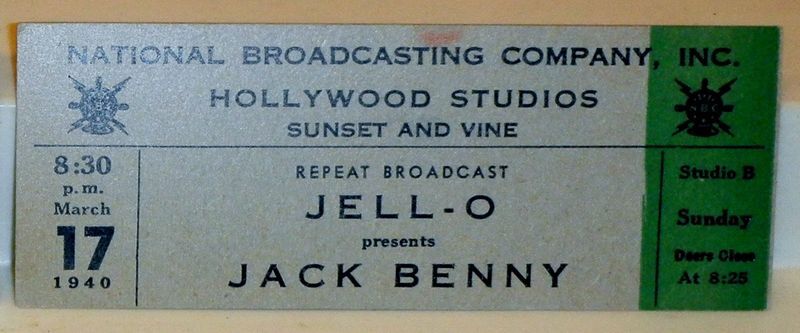 NATIONAL BROADCASTING COMPANY, INC.
HOLLYWOOD STUDIOS
SUNSET AND VINE
8:30
p.m.
March
17
1940
REPEAT BROADCAST
JELL-O
presents
JACK BENNY
Studio B
Sunday
Doors Close
At 8:25